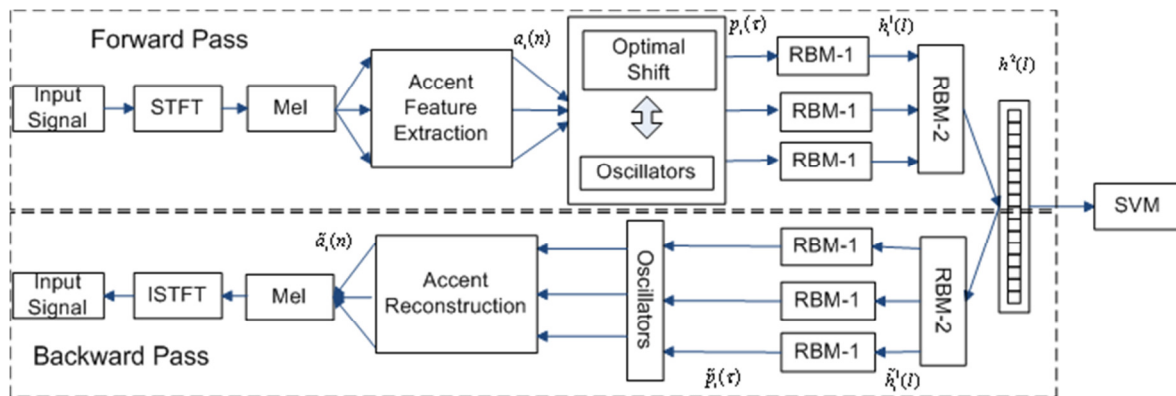 Forward Pass
Input
Signal
STFT
Mel
Accent
Feature
Extraction
aᵢ(n)
Optimal
Shift
Oscillators
pᵢ(τ)
RBM-1
RBM-1
RBM-1
hᵢ¹(l)
RBM-2
h²(l)
SVM
Backward Pass
Input
Signal
ISTFT
Mel
ãᵢ(n)
Accent
Reconstruction
Oscillators
p̃ᵢ(τ)
RBM-1
RBM-1
RBM-1
h̃ᵢ¹(l)
RBM-2